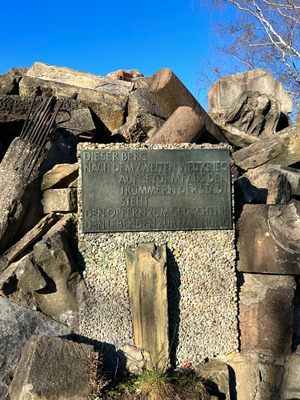 DIESER BERG
NACH DEM ZWEITEN WELTKRIEG
AUFGETÜRMT AUS DEN
TRÜMMERN DER STADT
STEHT
DEN OPFERN ZUM GEDÄCHTNIS
DEN LEBENDEN ZUR MAHNUNG